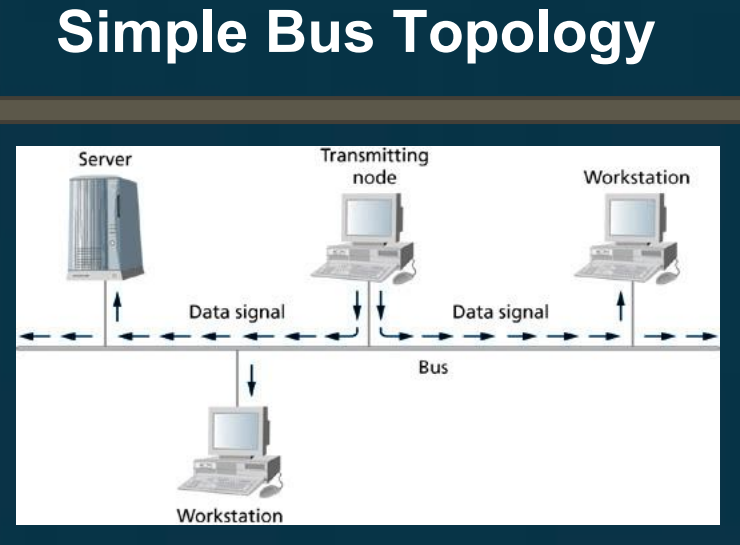 Simple Bus Topology
Server
Transmitting
node
Workstation
Data signal
Data signal
Bus
Workstation